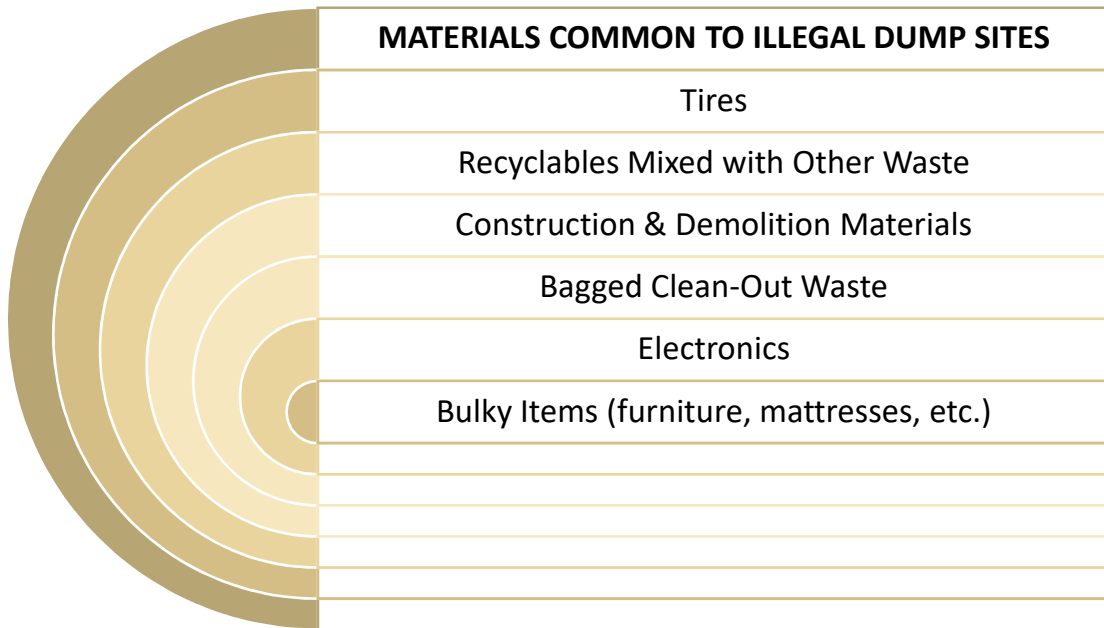 MATERIALS COMMON TO ILLEGAL DUMP SITES
Tires
Recyclables Mixed with Other Waste
Construction & Demolition Materials
Bagged Clean-Out Waste
Electronics
Bulky Items (furniture, mattresses, etc.)